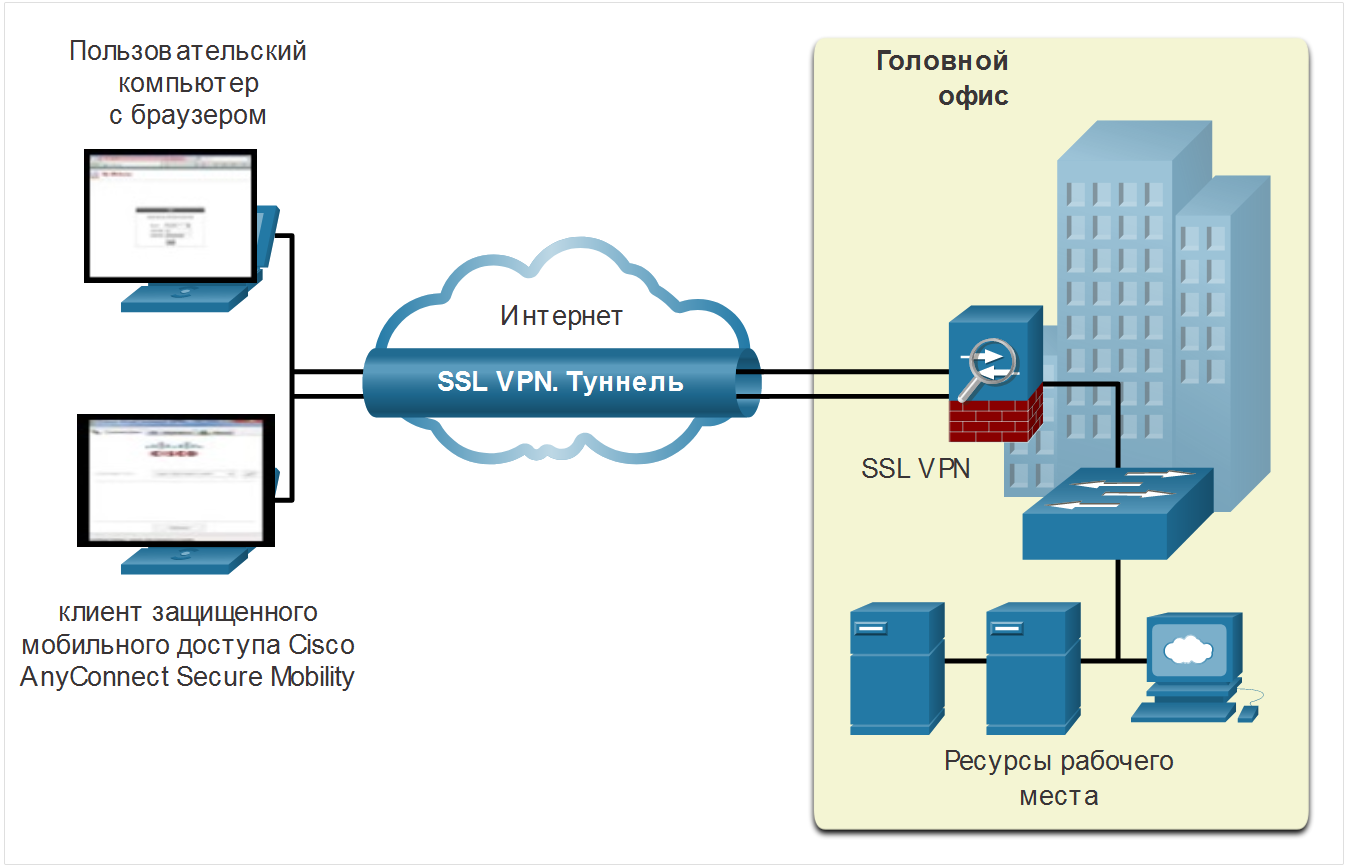 Пользовательский
компьютер
с браузером
Головной
офис
Интернет
SSL VPN. Туннель
SSL VPN
CISCO
клиент защищенного
мобильного доступа Cisco
AnyConnect Secure Mobility
Ресурсы рабочего
места